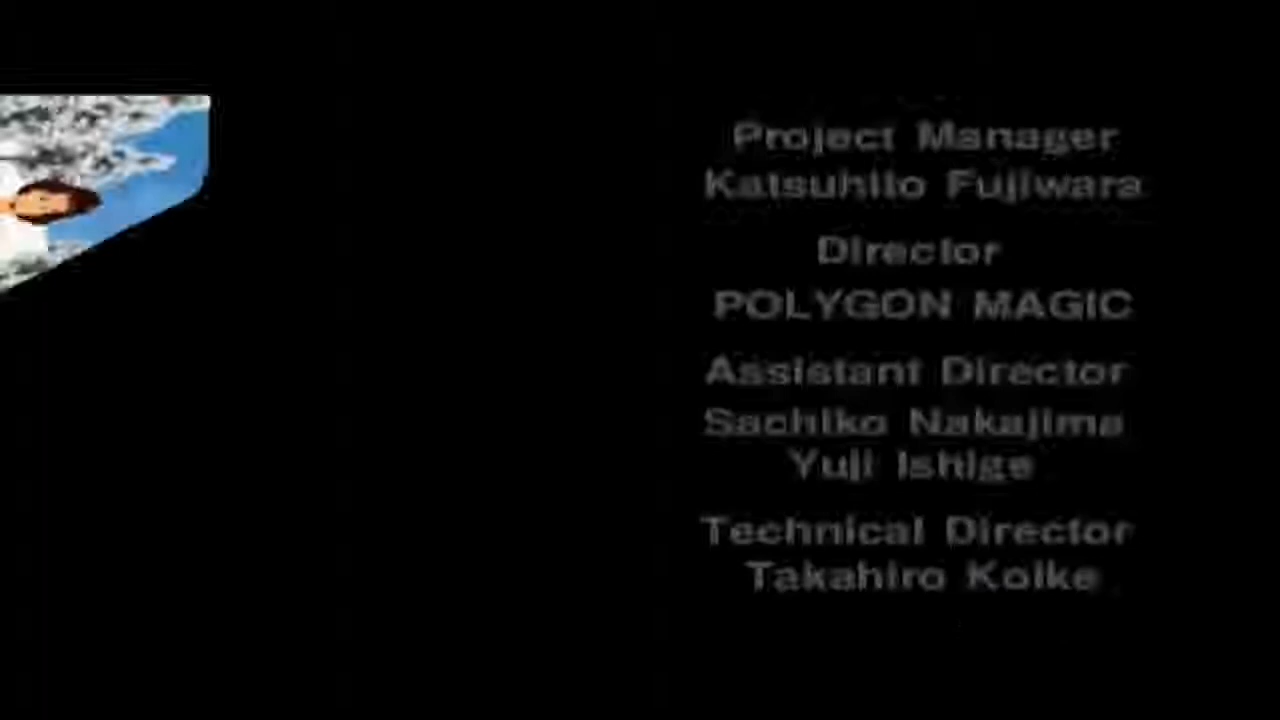 Project Manager
Katsuhito Fujiwara
Director
POLYGON MAGIC
Assistant Director
Sachiko Nakajima
Yuji Ishige
Technical Director
Takahiro Koike